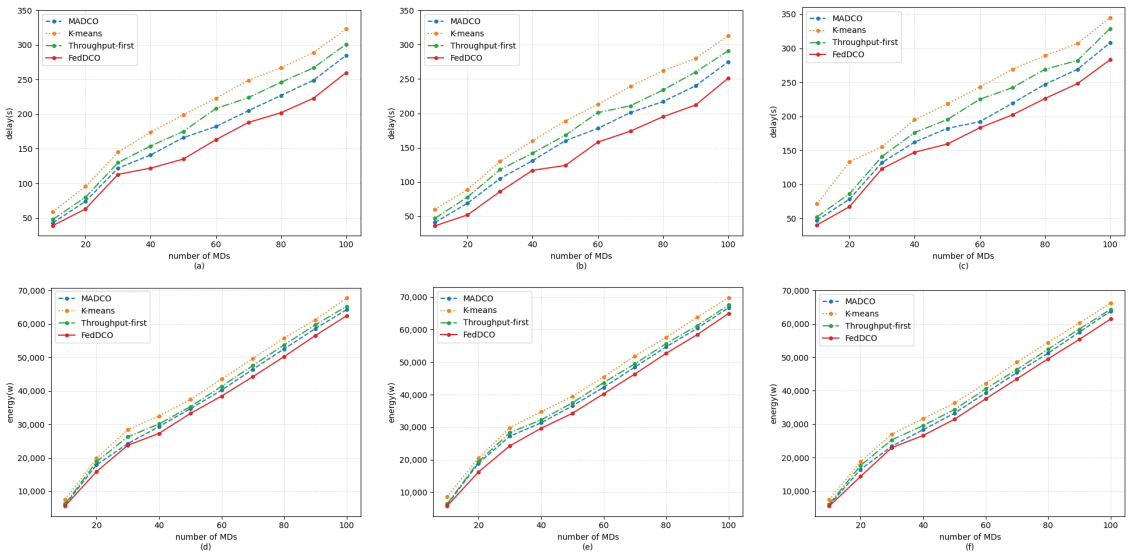 delay(s)
350
300
250
200
150
100
50
MADCO
K-means
Throughput-first
FedDCO
20 40 60 80 100
number of MDs
(a)
delay(s)
350
300
250
200
150
100
50
MADCO
K-means
Throughput-first
FedDCO
20 40 60 80 100
number of MDs
(b)
delay(s)
350
300
250
200
150
100
50
MADCO
K-means
Throughput-first
FedDCO
20 40 60 80 100
number of MDs
(c)
energy(w)
70,000
60,000
50,000
40,000
30,000
20,000
10,000
MADCO
K-means
Throughput-first
FedDCO
20 40 60 80 100
number of MDs
(d)
energy(w)
70,000
60,000
50,000
40,000
30,000
20,000
10,000
MADCO
K-means
Throughput-first
FedDCO
20 40 60 80 100
number of MDs
(e)
energy(w)
70,000
60,000
50,000
40,000
30,000
20,000
10,000
MADCO
K-means
Throughput-first
FedDCO
20 40 60 80 100
number of MDs
(f)